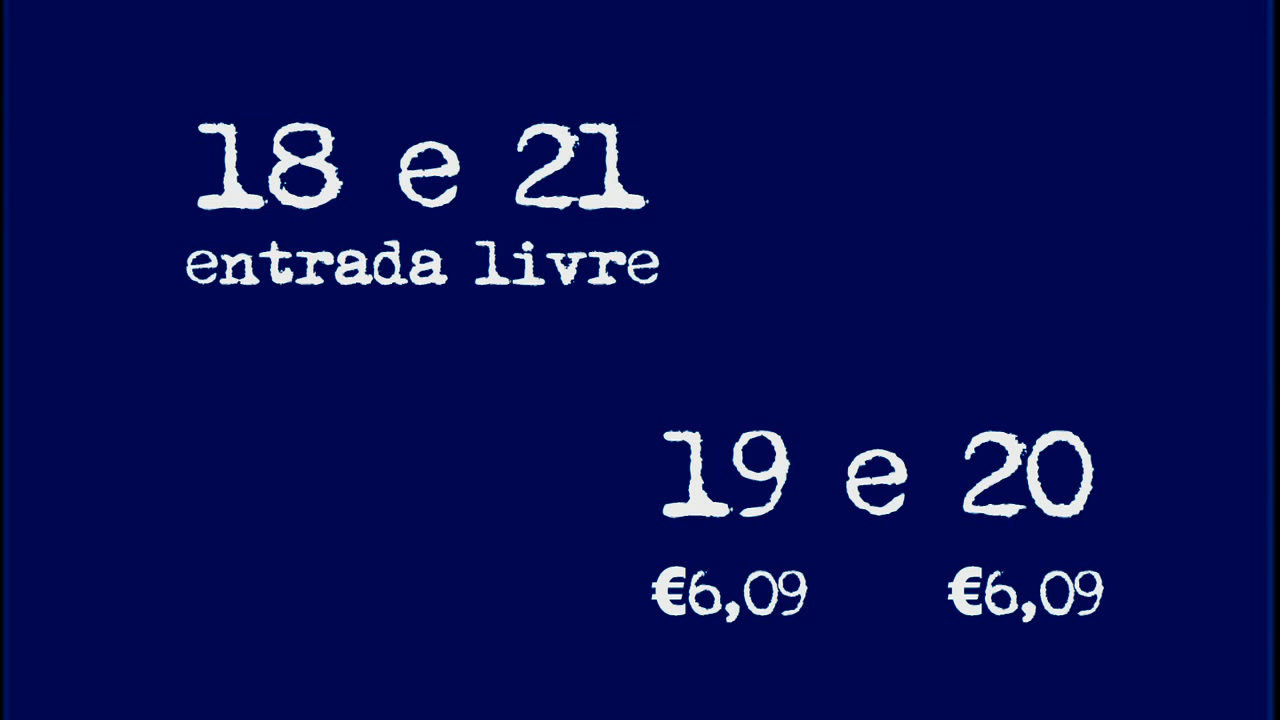 18 e 21
entrada livre
19 e 20
€6,09 €6,09